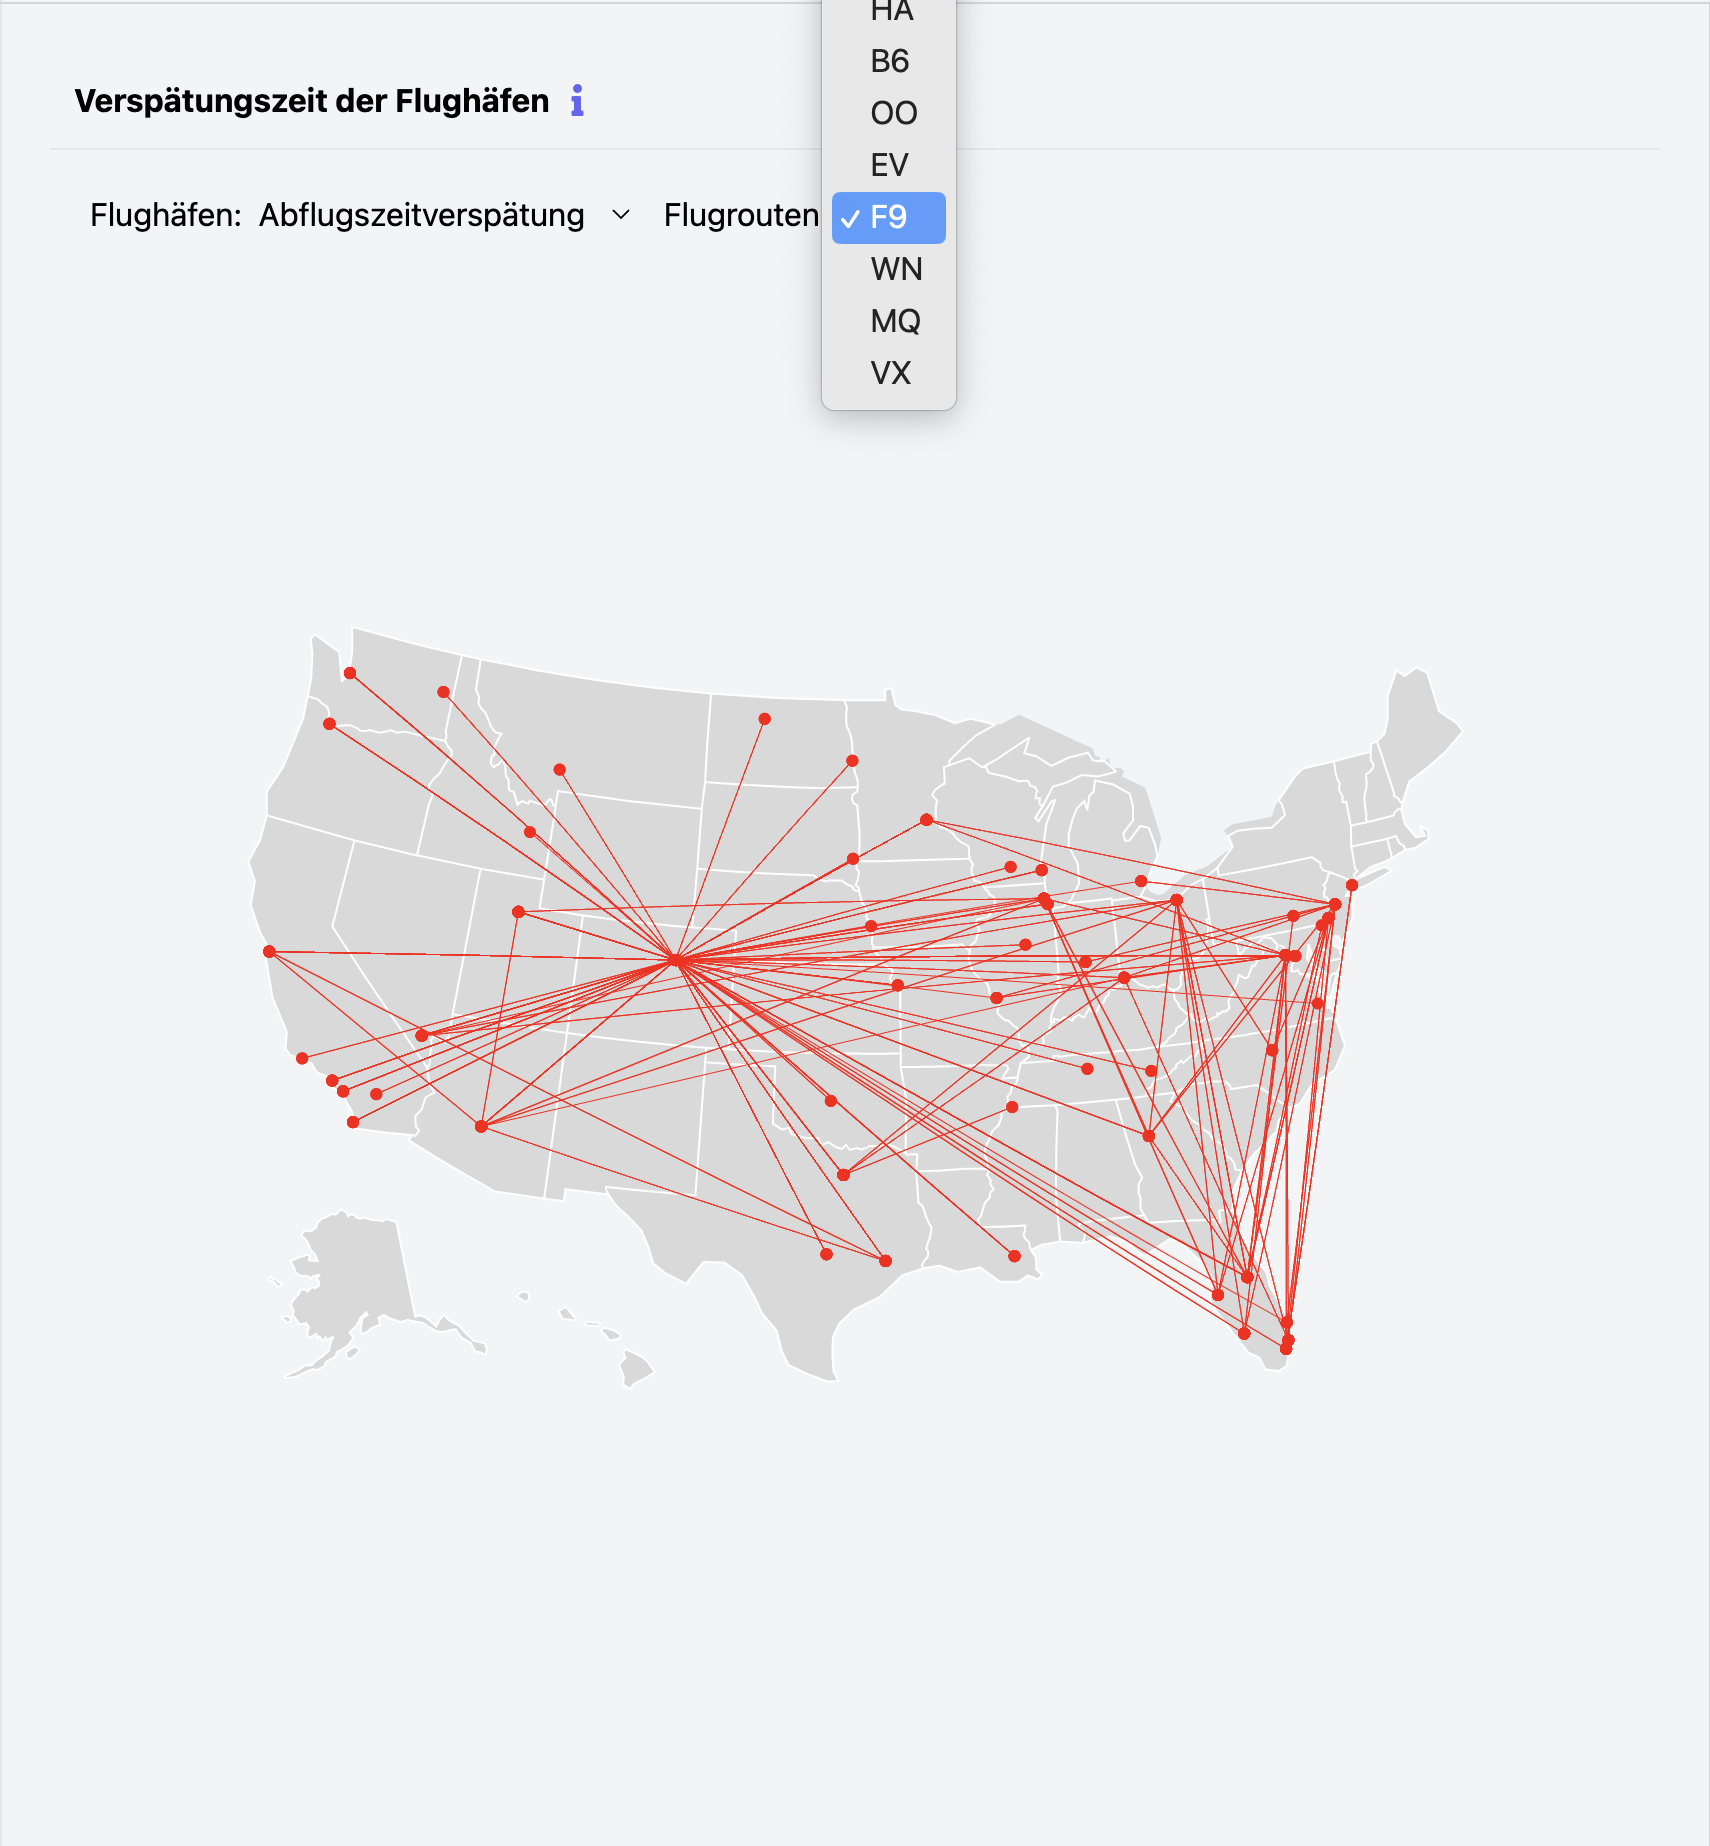 HA
B6
Verspätungszeit der Flughäfen i
OO
EV
Flughäfen: Abflugszeitverspätung Flugrouten
✓ F9
WN
MQ
VX